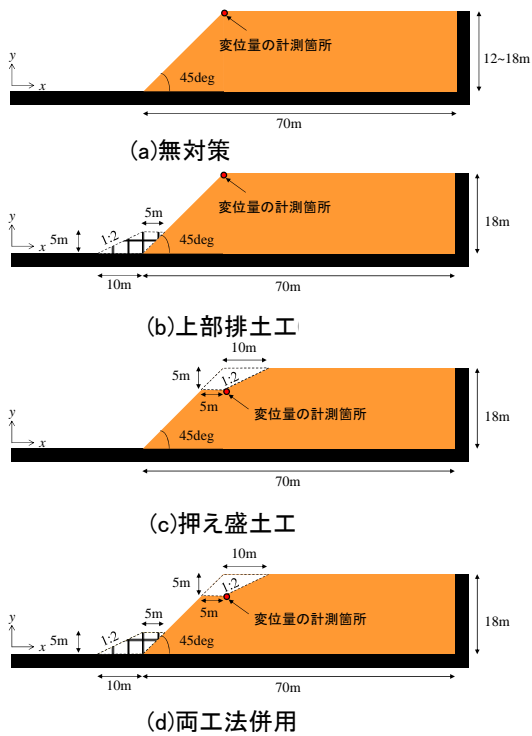 変位量の計測箇所
y
x
45deg
12~18m
70m
(a)無対策
変位量の計測箇所
y
x
5m
1:2
5m
45deg
18m
10m
70m
(b)上部排土工(
10m
5m
1:2
5m
変位量の計測箇所
y
x
45deg
18m
70m
(c)押え盛土工
10m
5m
1:2
5m
変位量の計測箇所
y
x
5m
1:2
5m
45deg
18m
10m
70m
(d)両工法併用